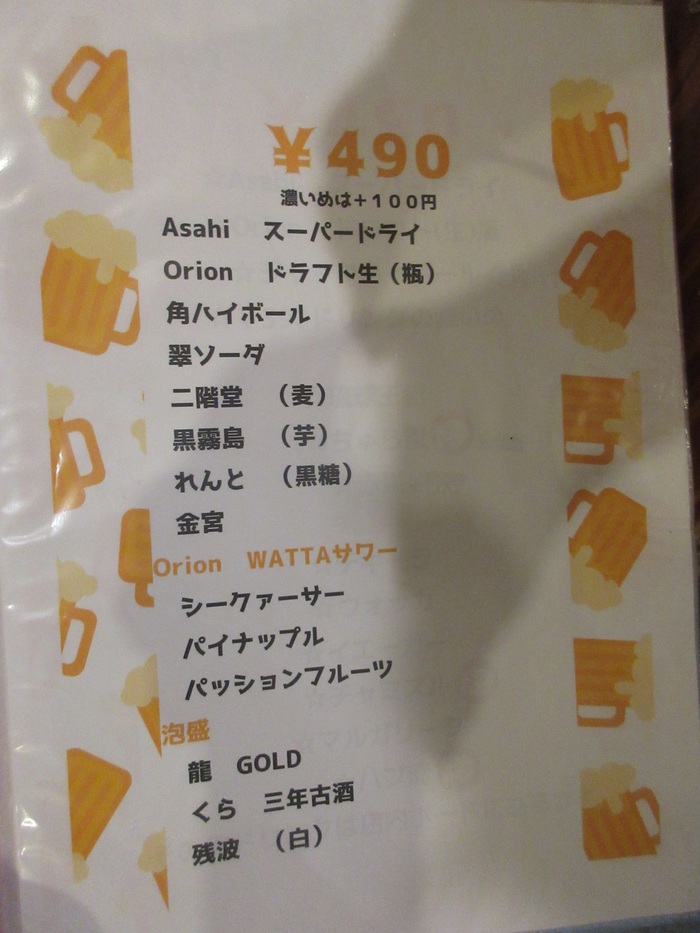 ¥490
濃いめは+100円
Asahi スーパードライ
Orion ドラフト生(瓶)
角ハイボール
翠ソーダ
二階堂 (麦)
黒霧島 (芋)
れんと (黒糖)
金宮
Orion WATTAサワー
シークァーサー
パイナップル
パッションフルーツ
泡盛
龍 GOLD
くら 三年古酒
残波 (白)